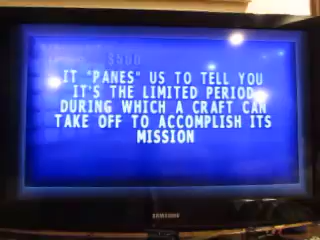 $500
IT "PANES" US TO TELL YOU
IT'S THE LIMITED PERIOD
DURING WHICH A CRAFT CAN
TAKE OFF TO ACCOMPLISH ITS
MISSION
SAMSUNG